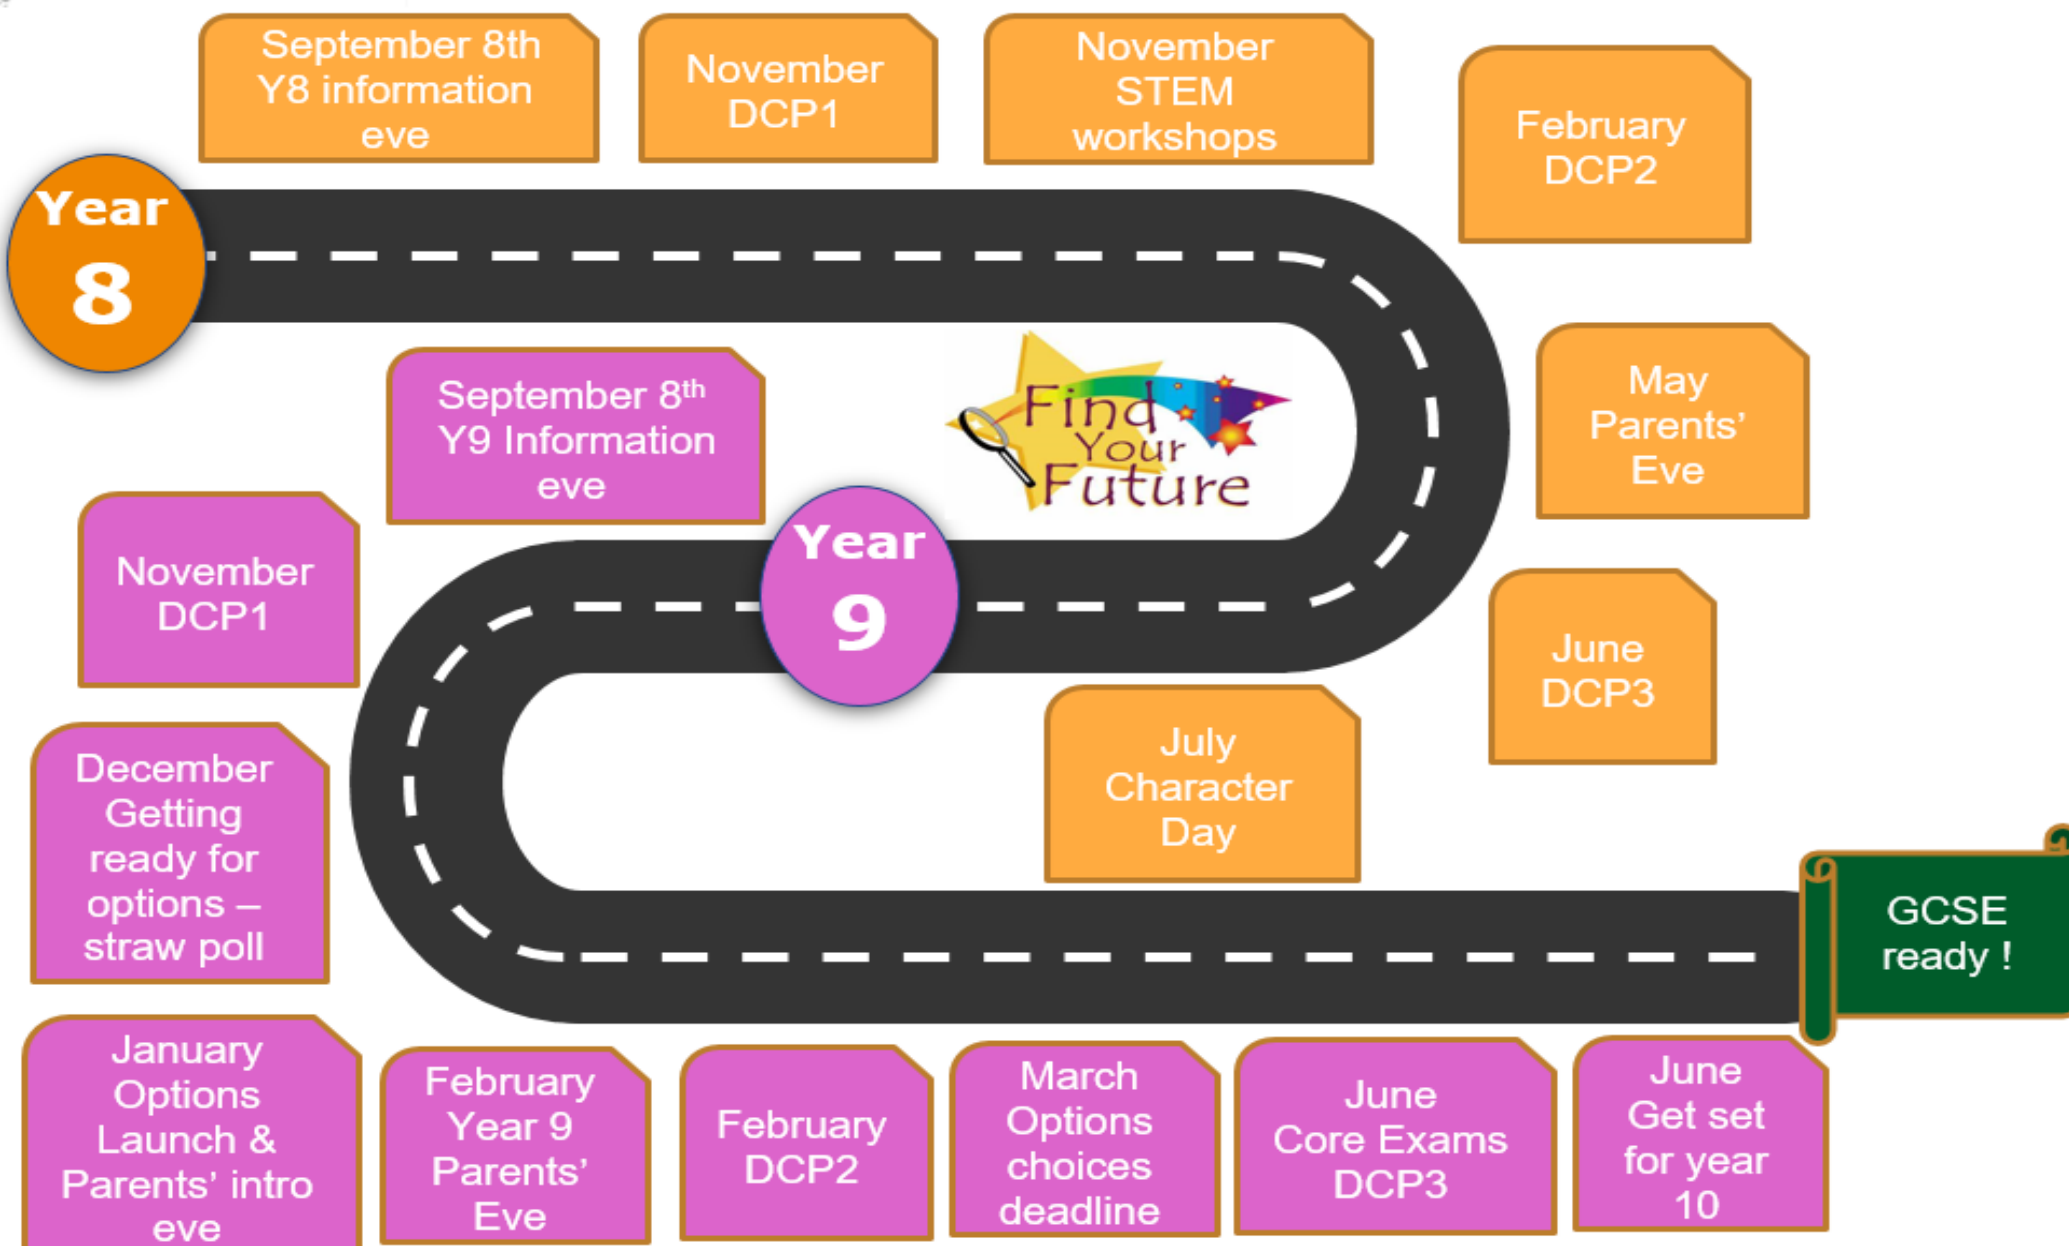 September 8th
Y8 information
eve
November
DCP1
November
STEM
workshops
February
DCP2
Year
8
May
Parents’
Eve
Find
Your
Future
September 8th
Y9 Information
eve
Year
9
November
DCP1
June
DCP3
July
Character
Day
December
Getting
ready for
options –
straw poll
GCSE
ready !
January
Options
Launch &
Parents’ intro
eve
February
Year 9
Parents’
Eve
February
DCP2
March
Options
choices
deadline
June
Core Exams
DCP3
June
Get set
for year
10